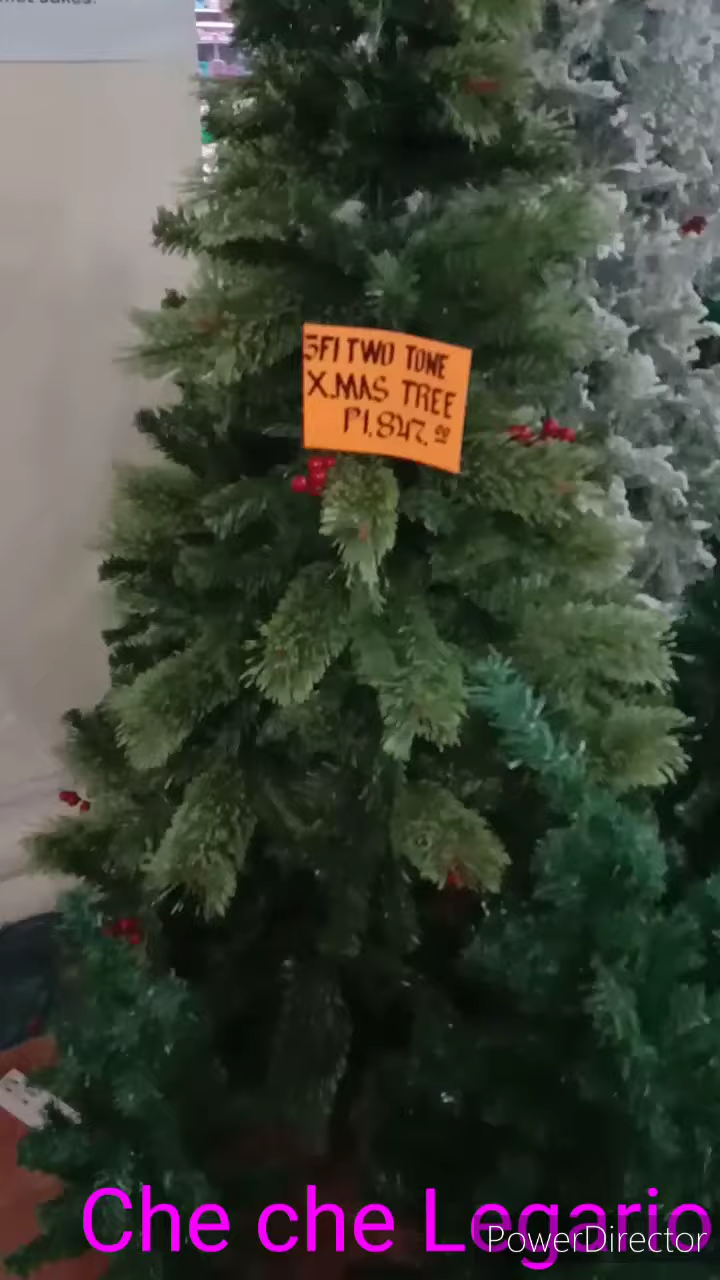 5FT TWO TONE
X.MAS TREE
P1,847.00
Che che Legario
PowerDirector